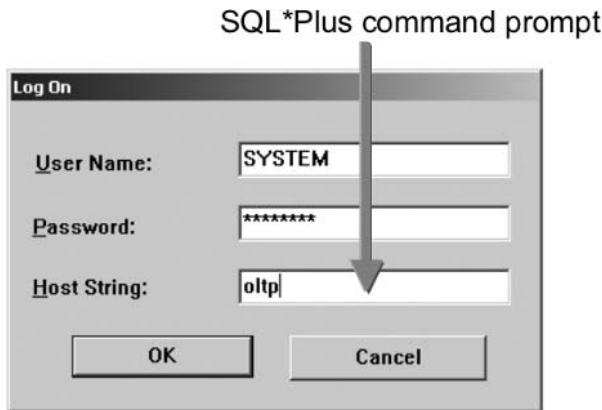 SQL*Plus command prompt
Log On
User Name:
SYSTEM
Password:
********
Host String:
oltp
OK
Cancel